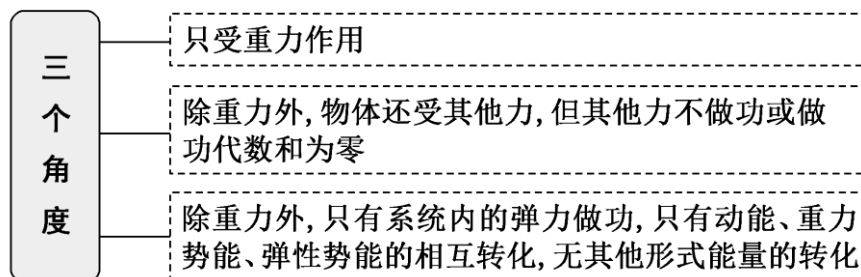 三个角度
只受重力作用
除重力外,物体还受其他力,但其他力不做功或做
功代数和为零
除重力外,只有系统内的弹力做功,只有动能、重力
势能、弹性势能的相互转化,无其他形式能量的转化